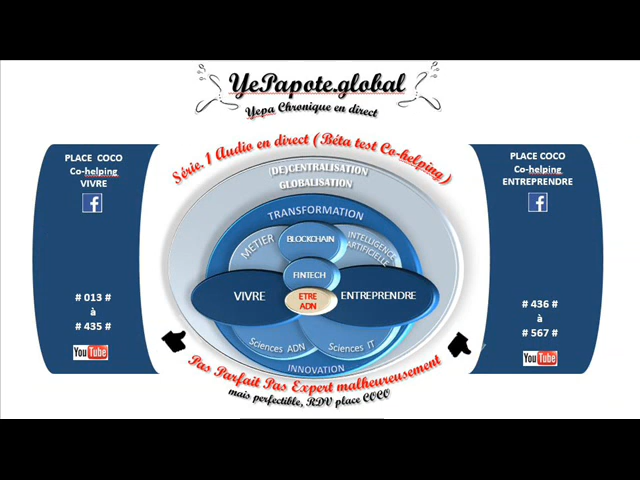 YePapote.global
Yepa Chronique en direct
Série, 1 Audio en direct (Béta test Co-helping)
PLACE COCO
Co-helping
VIVRE
# 013 #
à
# 435 #
YouTube
(DE)CENTRALISATION
GLOBALISATION
TRANSFORMATION
METIER
BLOCKCHAIN
INTELLIGENCE
ARTIFICIELLE
FINTECH
VIVRE
ETRE
ADN
ENTREPRENDRE
Sciences ADN
Sciences IT
INNOVATION
PLACE COCO
Co-helping
ENTREPRENDRE
# 436 #
à
# 567 #
YouTube
Pas Parfait Pas Expert malheureusement
mais perfectible, RDV place COCO